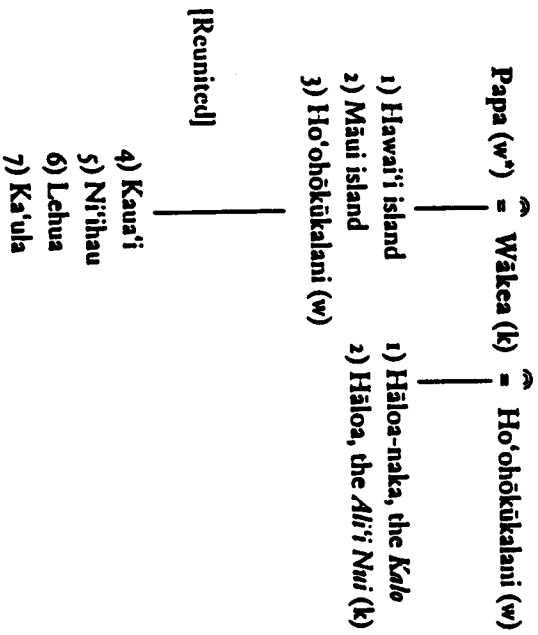 Papa (w*) = Wākea (k) = Ho‘ohōkūkalani (w)
1) Hawai‘i island
2) Māui island
3) Ho‘ohōkūkalani (w)
1) Hāloa-naka, the Kalo
2) Hāloa, the Ali‘i Nui (k)
[Reunited]
4) Kaua‘i
5) Ni‘ihau
6) Lehua
7) Ka‘ula